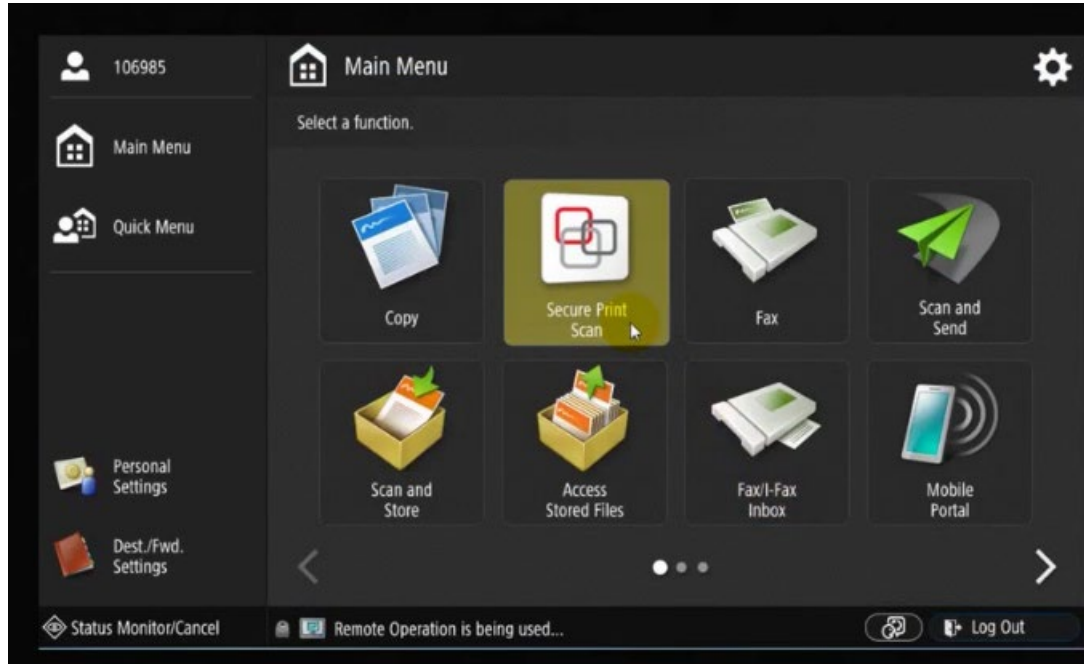 106985
Main Menu
Main Menu
Quick Menu
Select a function.
Copy
Secure Print
Scan
Fax
Scan and
Send
Scan and
Store
Access
Stored Files
Fax/I-Fax
Inbox
Mobile
Portal
Personal
Settings
Dest./Fwd.
Settings
Status Monitor/Cancel
Remote Operation is being used...
Log Out